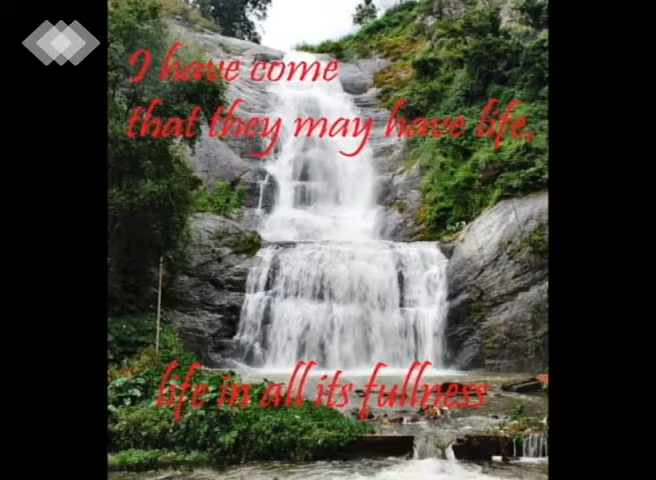 I have come
that they may have life,
life in all its fullness